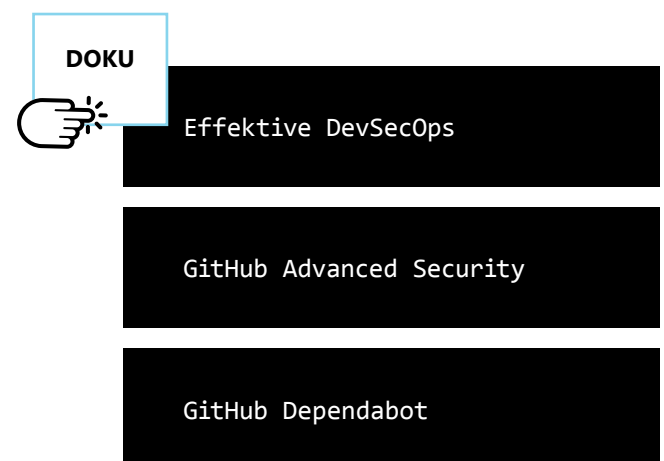 DOKU
Effektive DevSecOps
GitHub Advanced Security
GitHub Dependabot